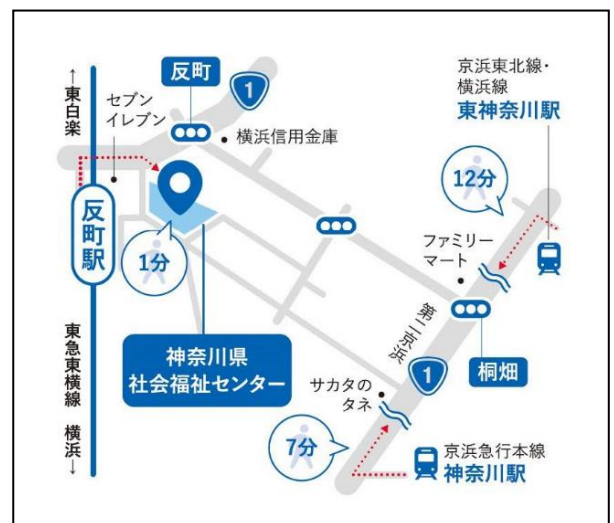 ↑東白楽
セブン
イレブン
反町
1
横浜信用金庫
京浜東北線・
横浜線
東神奈川駅
12分
反町駅
1分
ファミリー
マート
神奈川県
社会福祉センター
第二京浜
1
桐畑
サカタの
タネ
7分
京浜急行本線
神奈川駅
東急東横線 横浜→